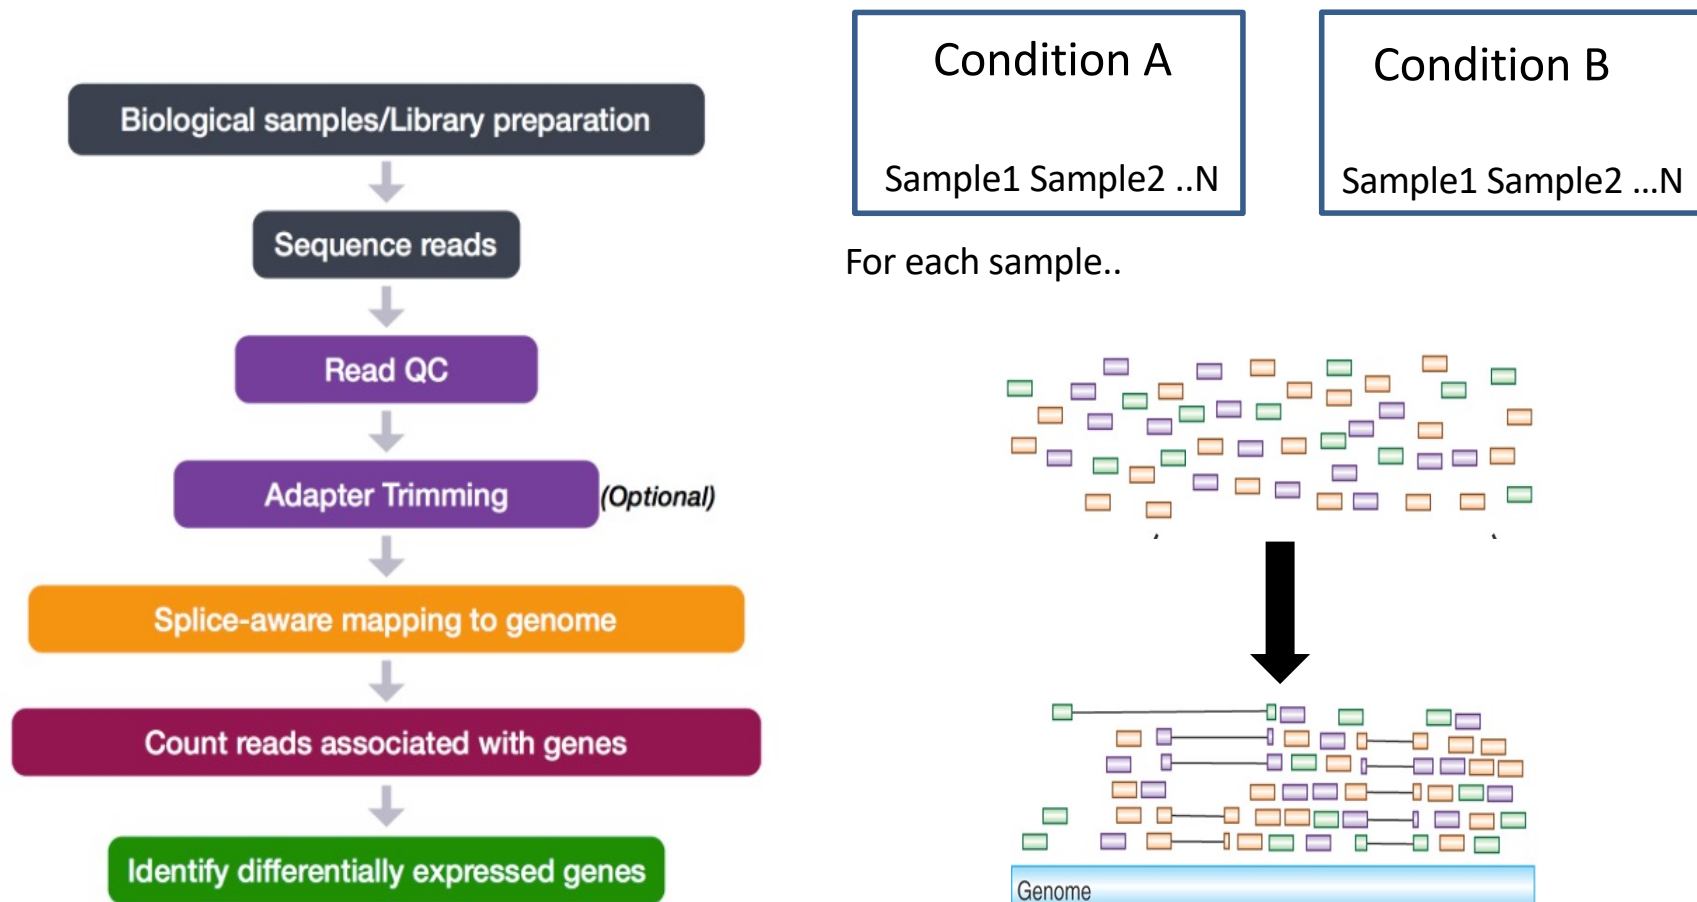 Biological samples/Library preparation
Sequence reads
Read QC
Adapter Trimming
(Optional)
Splice-aware mapping to genome
Count reads associated with genes
Identify differentially expressed genes
Condition A
Sample1 Sample2 ..N
Condition B
Sample1 Sample2 ...N
For each sample..
Genome